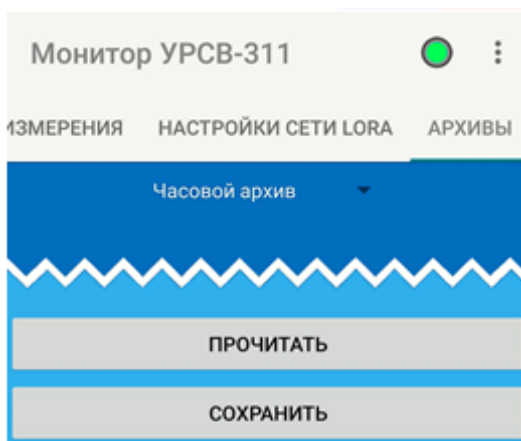 Монитор УРСВ-311
ИЗМЕРЕНИЯ НАСТРОЙКИ СЕТИ LORA АРХИВЫ
Часовой архив
ПРОЧИТАТЬ
СОХРАНИТЬ